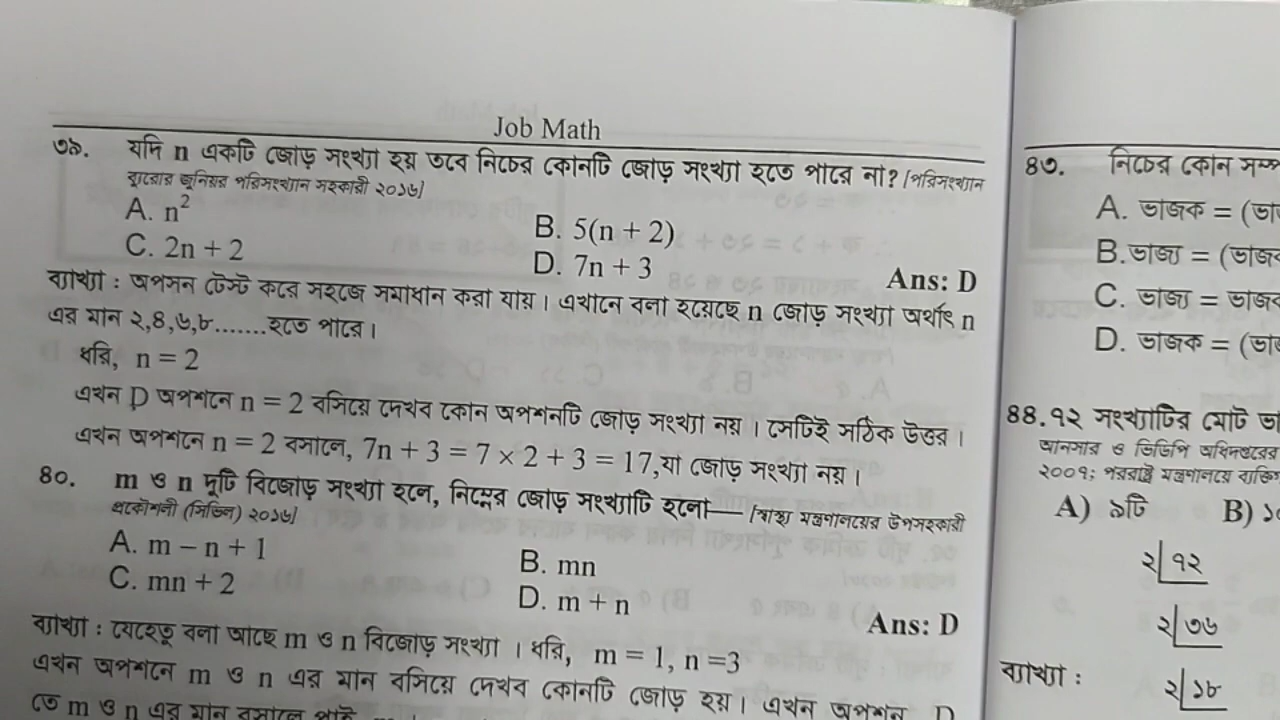 Job Math
৩৯. যদি n একটি জোড় সংখ্যা হয় তবে নিচের কোনটি জোড় সংখ্যা হতে পারে না? [পরিসংখ্যান
ব্যুরোর জুনিয়র পরিসংখ্যান সহকারী ২০১৬]
A. n²
B. 5(n + 2)
C. 2n + 2
D. 7n + 3
Ans: D
ব্যাখ্যা : অপসন টেস্ট করে সহজে সমাধান করা যায়। এখানে বলা হয়েছে n জোড় সংখ্যা অর্থাৎ n
এর মান ২,৪,৬,৮.......হতে পারে।
ধরি, n = 2
এখন D অপশনে n = 2 বসিয়ে দেখব কোন অপশনটি জোড় সংখ্যা নয়। সেটিই সঠিক উত্তর।
এখন অপশনে n = 2 বসালে, 7n + 3 = 7 × 2 + 3 = 17,যা জোড় সংখ্যা নয়।
৪০. m ও n দুটি বিজোড় সংখ্যা হলে, নিম্নের জোড় সংখ্যাটি হলো— [স্বাস্থ্য মন্ত্রণালয়ের উপসহকারী
প্রকৌশলী (সিভিল) ২০১৬]
A. m – n + 1
B. mn
C. mn + 2
D. m + n
Ans: D
ব্যাখ্যা : যেহেতু বলা আছে m ও n বিজোড় সংখ্যা । ধরি, m = 1, n =3
এখন অপশনে m ও n এর মান বসিয়ে দেখব কোনটি জোড় হয়। এখন অপশন D
তে m ও n এর মান বসালে পাই
৪৩. নিচের কোন
A. ভাজক =
B. ভাজ্য =
C. ভাজ্য =
D. ভাজক =
৪৪. ৭২ সংখ্যাটির মোট
আনসার ও ভিডিপি অধিদপ্তরের
২০০৭; পররাষ্ট্র মন্ত্রণালয়ে
A) ৯টি
B)
২|৭২
২|৩৬
ব্যাখ্যা : ২|১৮